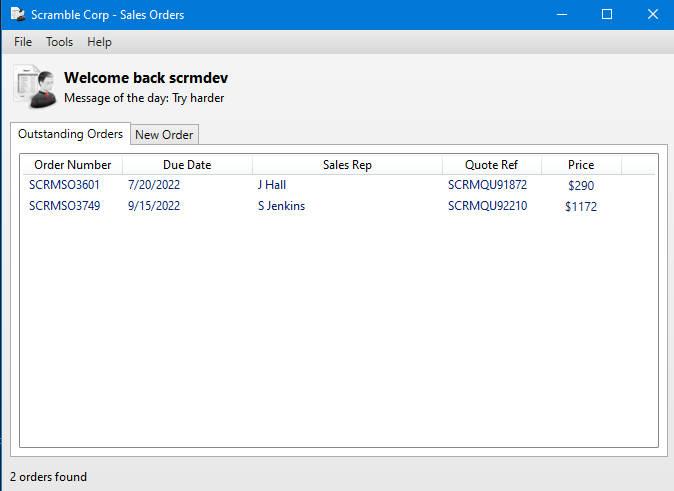 Scramble Corp - Sales Orders
File Tools Help
Welcome back scrmdev
Message of the day: Try harder
Outstanding Orders New Order
Order Number Due Date Sales Rep Quote Ref Price
SCRMSO3601 7/20/2022 J Hall SCRMQU91872 $290
SCRMSO3749 9/15/2022 S Jenkins SCRMQU92210 $1172
2 orders found